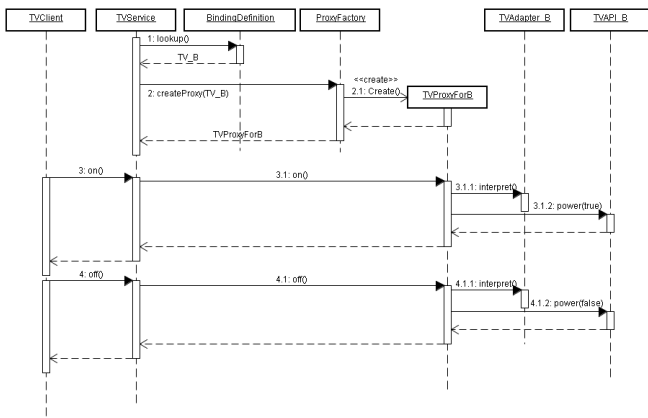 TVClient
TVService
BindingDefinition
ProxyFactory
TVAdapter_B
TVAPI_B
1: lookup()
TV_B
<<create>>
2: createProxy(TV_B)
2.1: Create()
TVProxyForB
TVProxyForB
3: on()
3.1: on()
3.1.1: interpret()
3.1.2: power(true)
4: off()
4.1: off()
4.1.1: interpret()
4.1.2: power(false)